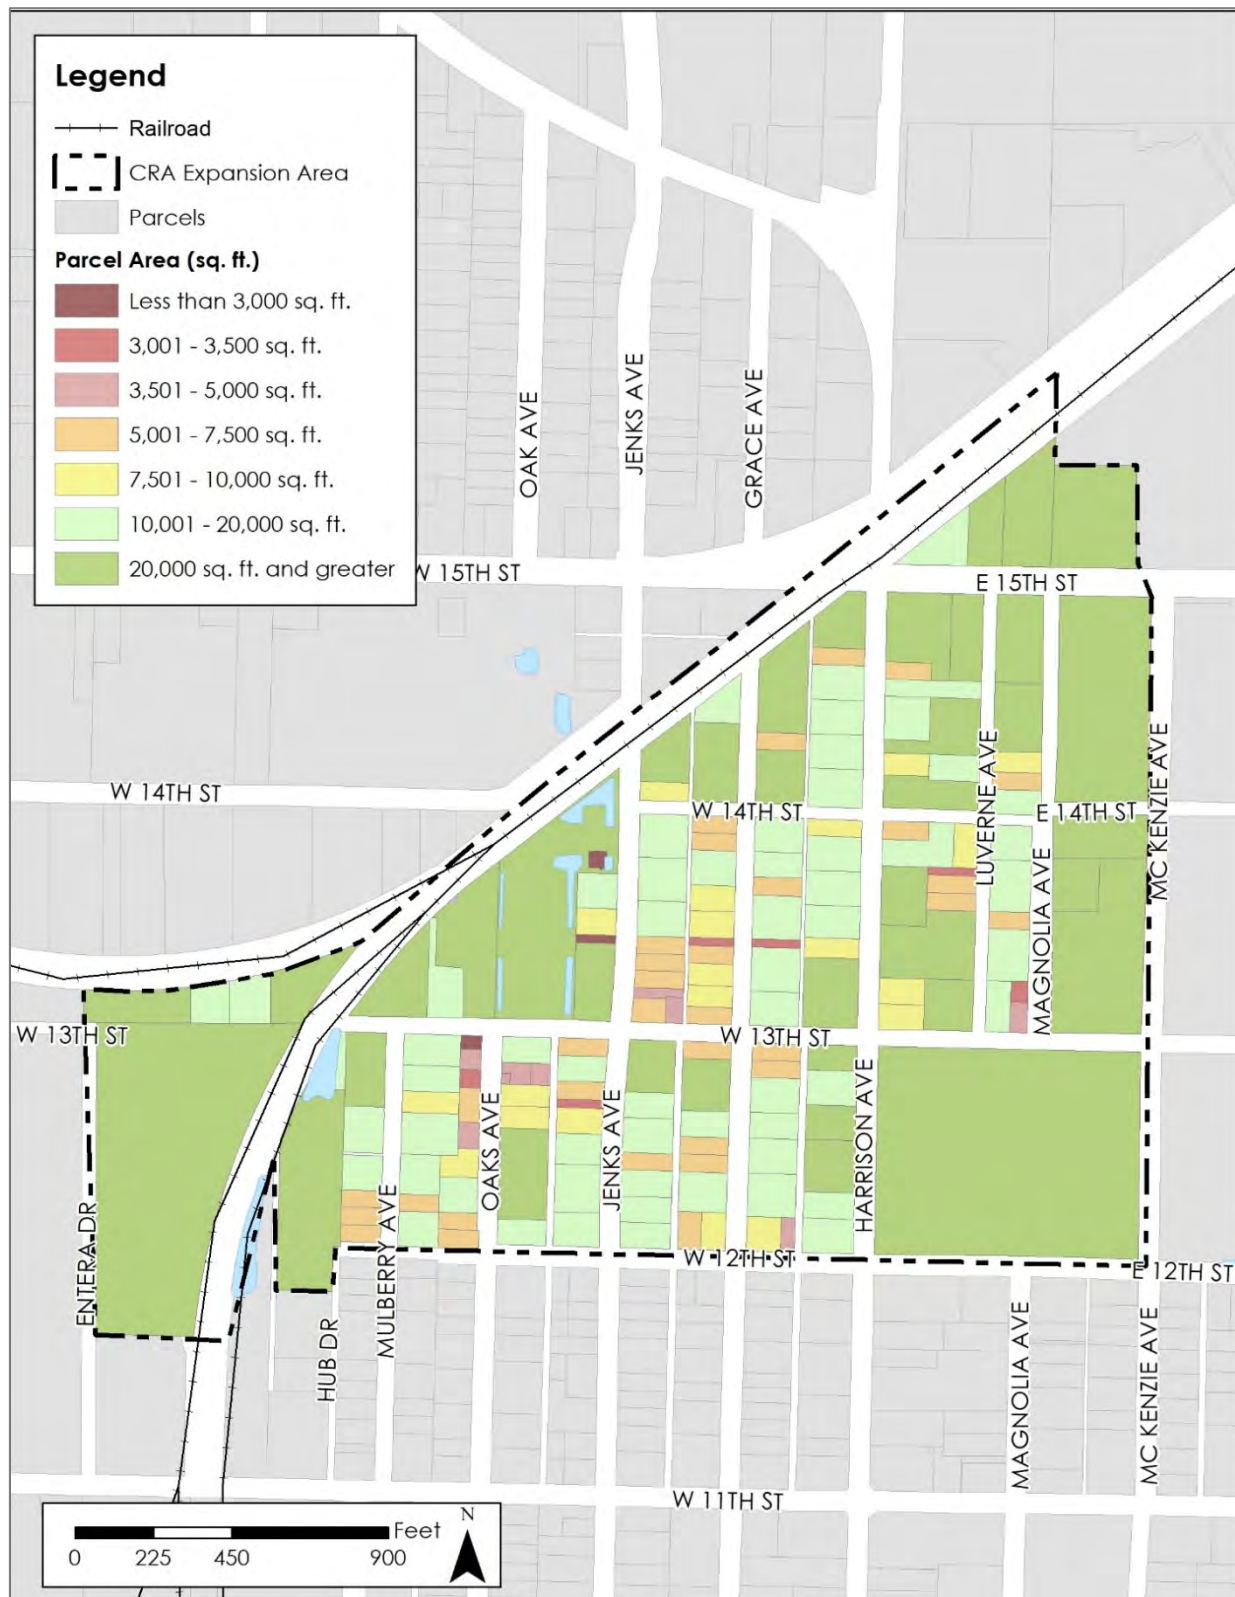 Legend
Railroad
CRA Expansion Area
Parcels
Parcel Area (sq. ft.)
Less than 3,000 sq. ft.
3,001 - 3,500 sq. ft.
3,501 - 5,000 sq. ft.
5,001 - 7,500 sq. ft.
7,501 - 10,000 sq. ft.
10,001 - 20,000 sq. ft.
20,000 sq. ft. and greater
OAK AVE
JENKS AVE
GRACE AVE
W 15TH ST
E 15TH ST
W 14TH ST
W 14TH ST
E 14TH ST
LUVERNE AVE
MAGNOLIA AVE
MC KENZIE AVE
W 13TH ST
W 13TH ST
ENTERA DR
HUB DR
MULBERRY AVE
OAKS AVE
JENKS AVE
HARRISON AVE
W 12TH ST
E 12TH ST
MAGNOLIA AVE
MC KENZIE AVE
W 11TH ST
Feet
0 225 450 900
N